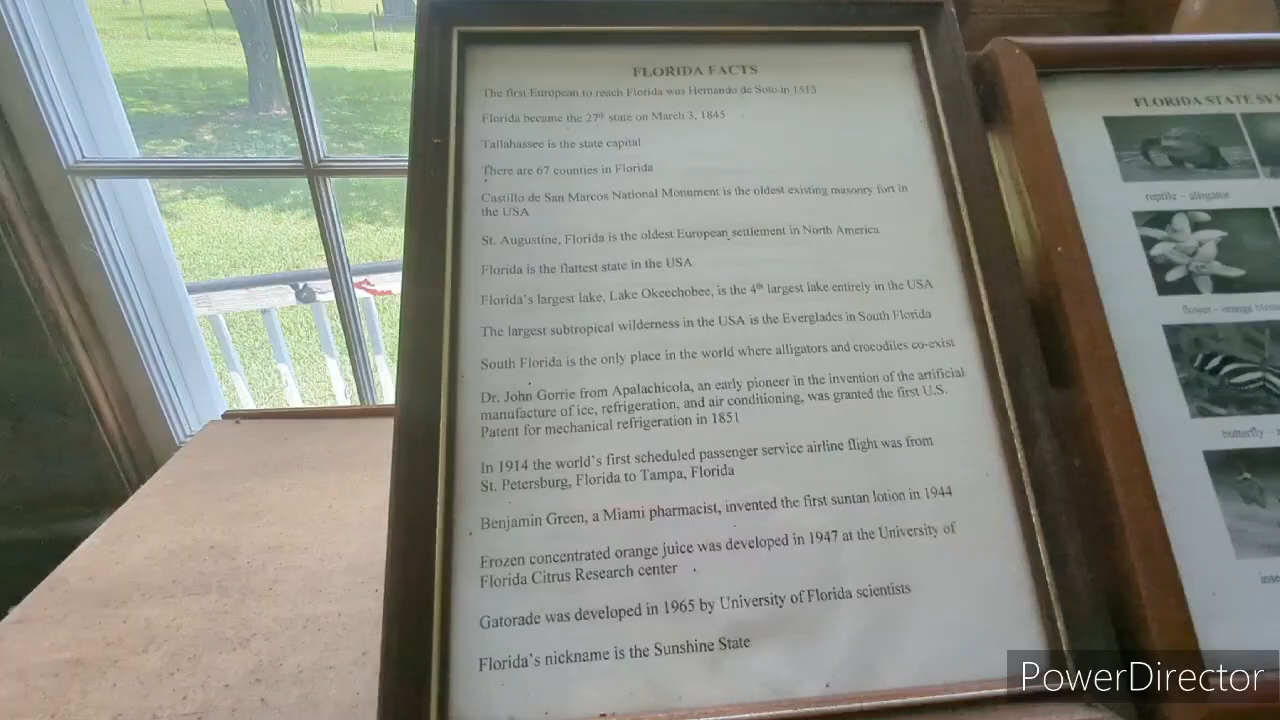 FLORIDA FACTS
The first European to reach Florida was Hernando de Soto in 1513
Florida became the 27th state on March 3, 1845
Tallahassee is the state capital
There are 67 counties in Florida
Castillo de San Marcos National Monument is the oldest existing masonry fort in
the USA
St. Augustine, Florida is the oldest European settlement in North America
Florida is the flattest state in the USA
Florida's largest lake, Lake Okeechobee, is the 4th largest lake entirely in the USA
The largest subtropical wilderness in the USA is the Everglades in South Florida
South Florida is the only place in the world where alligators and crocodiles co-exist
Dr. John Gorrie from Apalachicola, an early pioneer in the invention of the artificial
manufacture of ice, refrigeration, and air conditioning, was granted the first U.S.
Patent for mechanical refrigeration in 1851
In 1914 the world's first scheduled passenger service airline flight was from
St. Petersburg, Florida to Tampa, Florida
Benjamin Green, a Miami pharmacist, invented the first suntan lotion in 1944
Frozen concentrated orange juice was developed in 1947 at the University of
Florida Citrus Research center
Gatorade was developed in 1965 by University of Florida scientists
Florida's nickname is the Sunshine State
FLORIDA STATE
reptile - alligator
flower - orange
butterfly -
PowerDirector